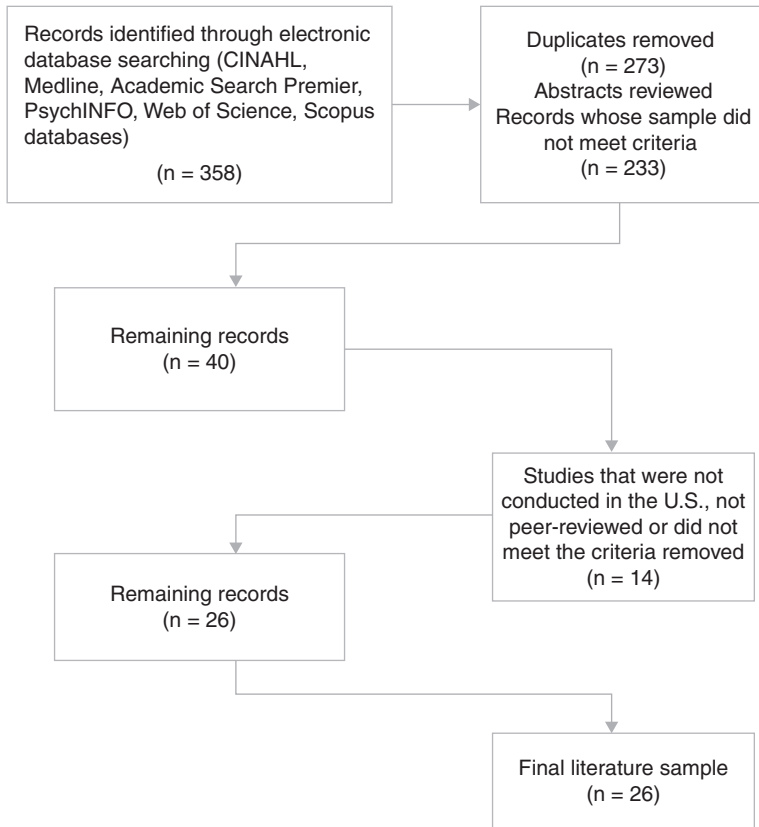 Records identified through electronic
database searching (CINAHL,
Medline, Academic Search Premier,
PsychINFO, Web of Science, Scopus
databases)
(n = 358)
Duplicates removed
(n = 273)
Abstracts reviewed
Records whose sample did
not meet criteria
(n = 233)
Remaining records
(n = 40)
Studies that were not
conducted in the U.S., not
peer-reviewed or did not
meet the criteria removed
(n = 14)
Remaining records
(n = 26)
Final literature sample
(n = 26)